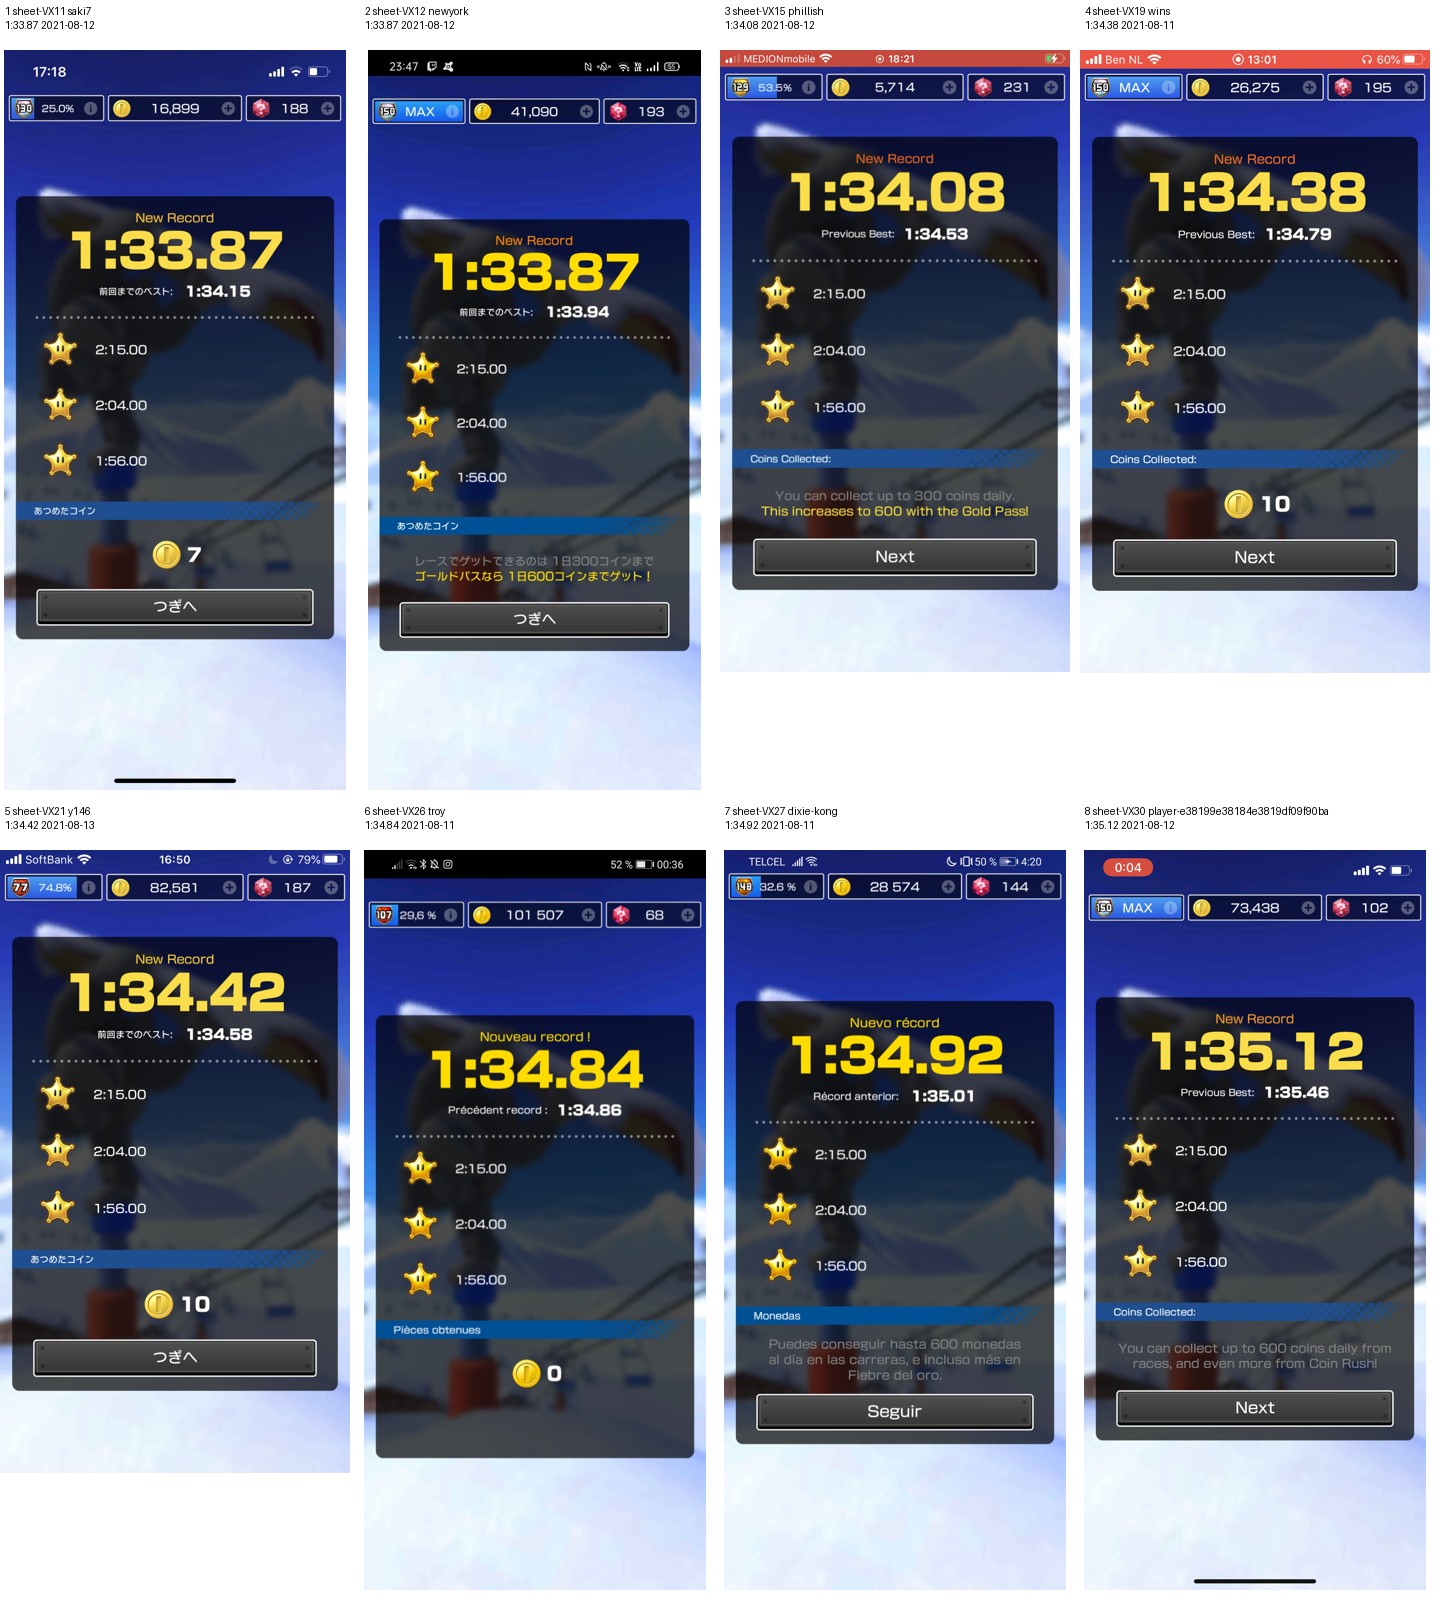 1 sheet-VX11 saki7
1:33.87 2021-08-12
17:18
130 25.0% i 16,899 188
New Record
1:33.87
前回までのベスト: 1:34.15
2:15.00
2:04.00
1:56.00
あつめたコイン
7
つぎへ
2 sheet-VX12 newyork
1:33.87 2021-08-12
23:47 55
150 MAX i 41,090 193
New Record
1:33.87
前回までのベスト: 1:33.94
2:15.00
2:04.00
1:56.00
あつめたコイン
レースでゲットできるのは 1日300コインまで
ゴールドパスなら 1日600コインまでゲット!
つぎへ
3 sheet-VX15 phillish
1:34.08 2021-08-12
MEDIONmobile 18:21
129 53.5% i 5,714 231
New Record
1:34.08
Previous Best: 1:34.53
2:15.00
2:04.00
1:56.00
Coins Collected:
You can collect up to 300 coins daily.
This increases to 600 with the Gold Pass!
Next
4 sheet-VX19 wins
1:34.38 2021-08-11
Ben NL 13:01 60%
150 MAX i 26,275 195
New Record
1:34.38
Previous Best: 1:34.79
2:15.00
2:04.00
1:56.00
Coins Collected:
10
Next
5 sheet-VX21 y146
1:34.42 2021-08-13
SoftBank 16:50 79%
77 74.8% i 82,581 187
New Record
1:34.42
前回までのベスト: 1:34.58
2:15.00
2:04.00
1:56.00
あつめたコイン
10
つぎへ
6 sheet-VX26 troy
1:34.84 2021-08-11
52 % 00:36
107 29,6 % i 101 507 68
Nouveau record !
1:34.84
Précédent record : 1:34.86
2:15.00
2:04.00
1:56.00
Pièces obtenues
0
7 sheet-VX27 dixie-kong
1:34.92 2021-08-11
TELCEL 50 % 4:20
148 32.6 % i 28 574 144
Nuevo récord
1:34.92
Récord anterior: 1:35.01
2:15.00
2:04.00
1:56.00
Monedas
Puedes conseguir hasta 600 monedas
al día en las carreras, e incluso más en
Fiebre del oro.
Seguir
8 sheet-VX30 player-e38199e38184e3819df09f90ba
1:35.12 2021-08-12
0:04
150 MAX i 73,438 102
New Record
1:35.12
Previous Best: 1:35.46
2:15.00
2:04.00
1:56.00
Coins Collected:
You can collect up to 600 coins daily from
races, and even more from Coin Rush!
Next